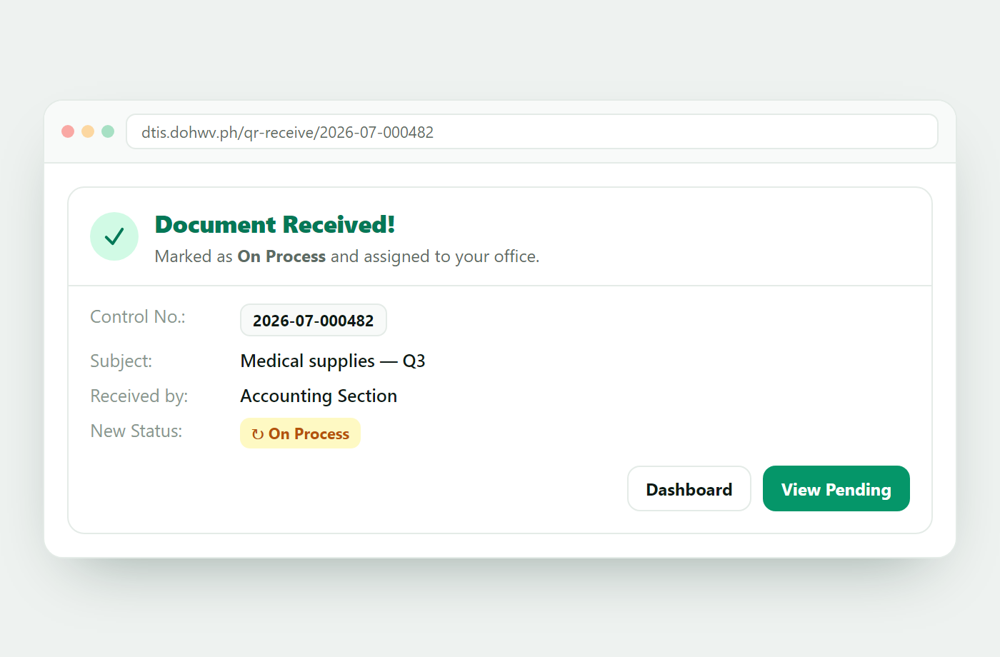 dtis.dohwv.ph/qr-receive/2026-07-000482
Document Received!
Marked as On Process and assigned to your office.
Control No.: 2026-07-000482
Subject: Medical supplies — Q3
Received by: Accounting Section
New Status: ↻ On Process
Dashboard View Pending